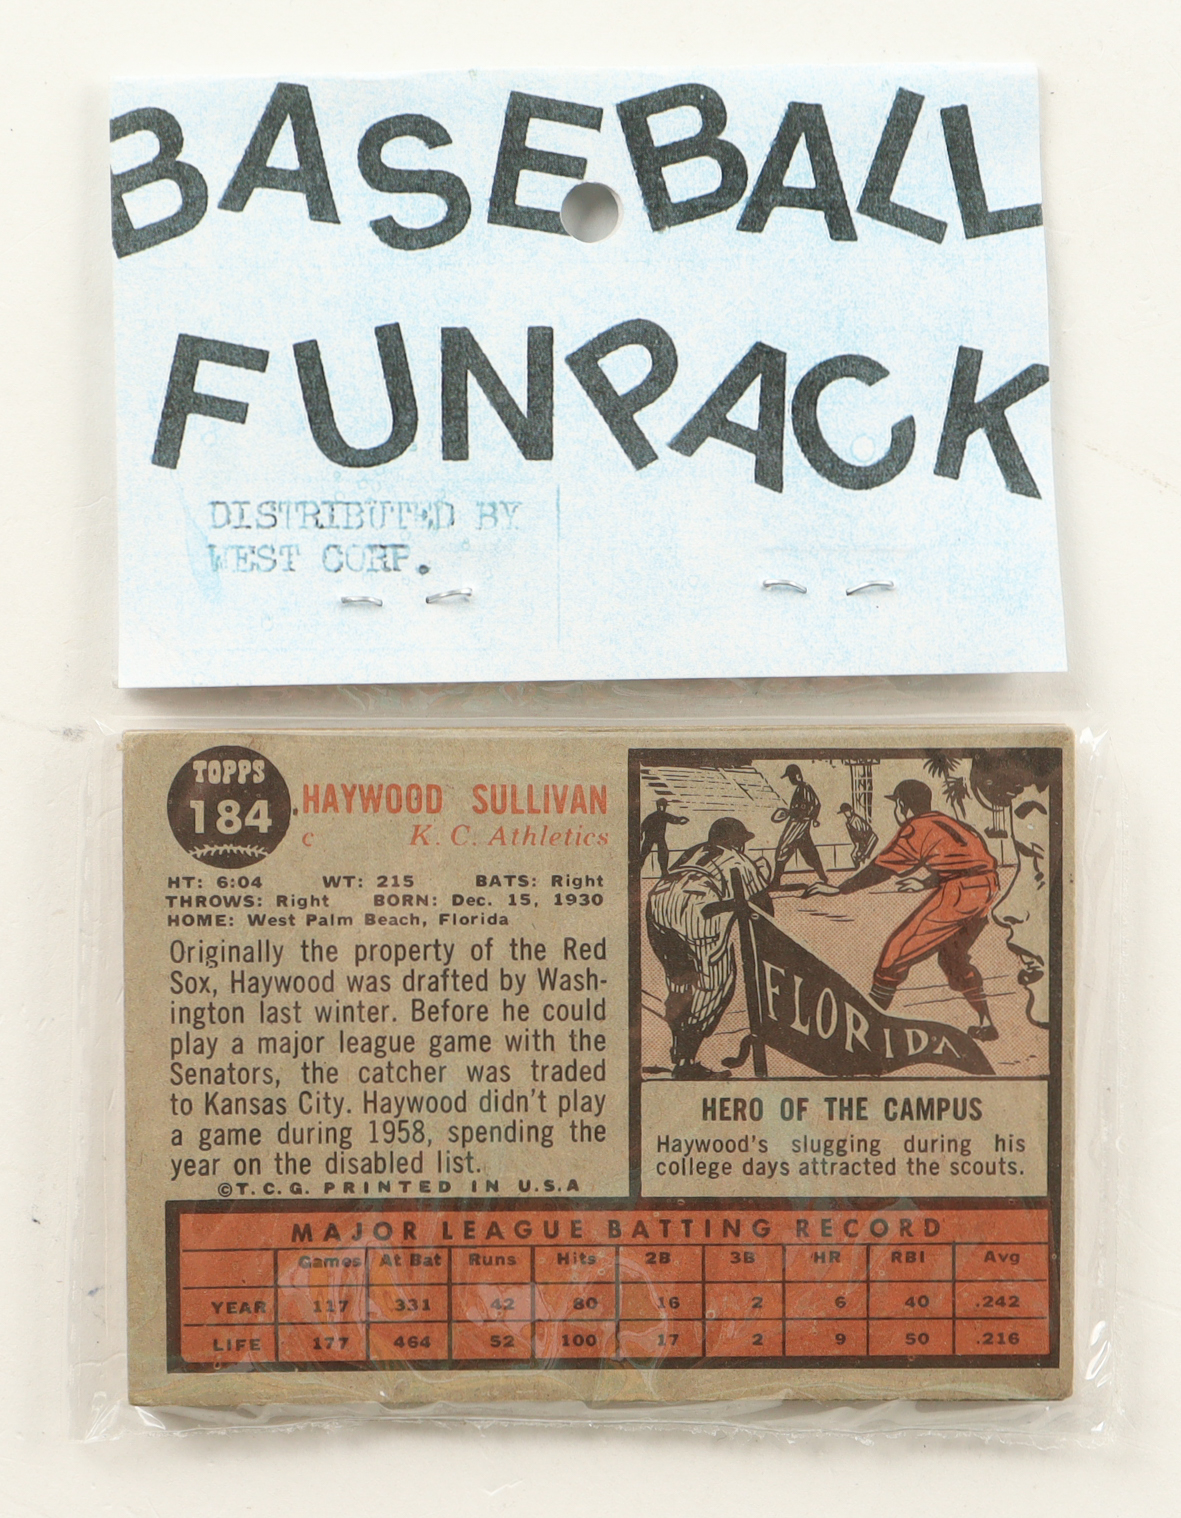 BASEBALL
FUNPACK
DISTRIBUTED BY
WEST CORP.
TOPPS
184
HAYWOOD SULLIVAN
c K. C. Athletics
HT: 6:04 WT: 215 BATS: Right
THROWS: Right BORN: Dec. 15, 1930
HOME: West Palm Beach, Florida
Originally the property of the Red
Sox, Haywood was drafted by Wash-
ington last winter. Before he could
play a major league game with the
Senators, the catcher was traded
to Kansas City. Haywood didn't play
a game during 1958, spending the
year on the disabled list.
©T.C.G. PRINTED IN U.S.A
FLORIDA
HERO OF THE CAMPUS
Haywood's slugging during his
college days attracted the scouts.
MAJOR LEAGUE BATTING RECORD
Games At Bat Runs Hits 2B 3B HR RBI Avg
YEAR 117 331 42 80 16 2 6 40 .242
LIFE 177 464 52 100 17 2 9 50 .216